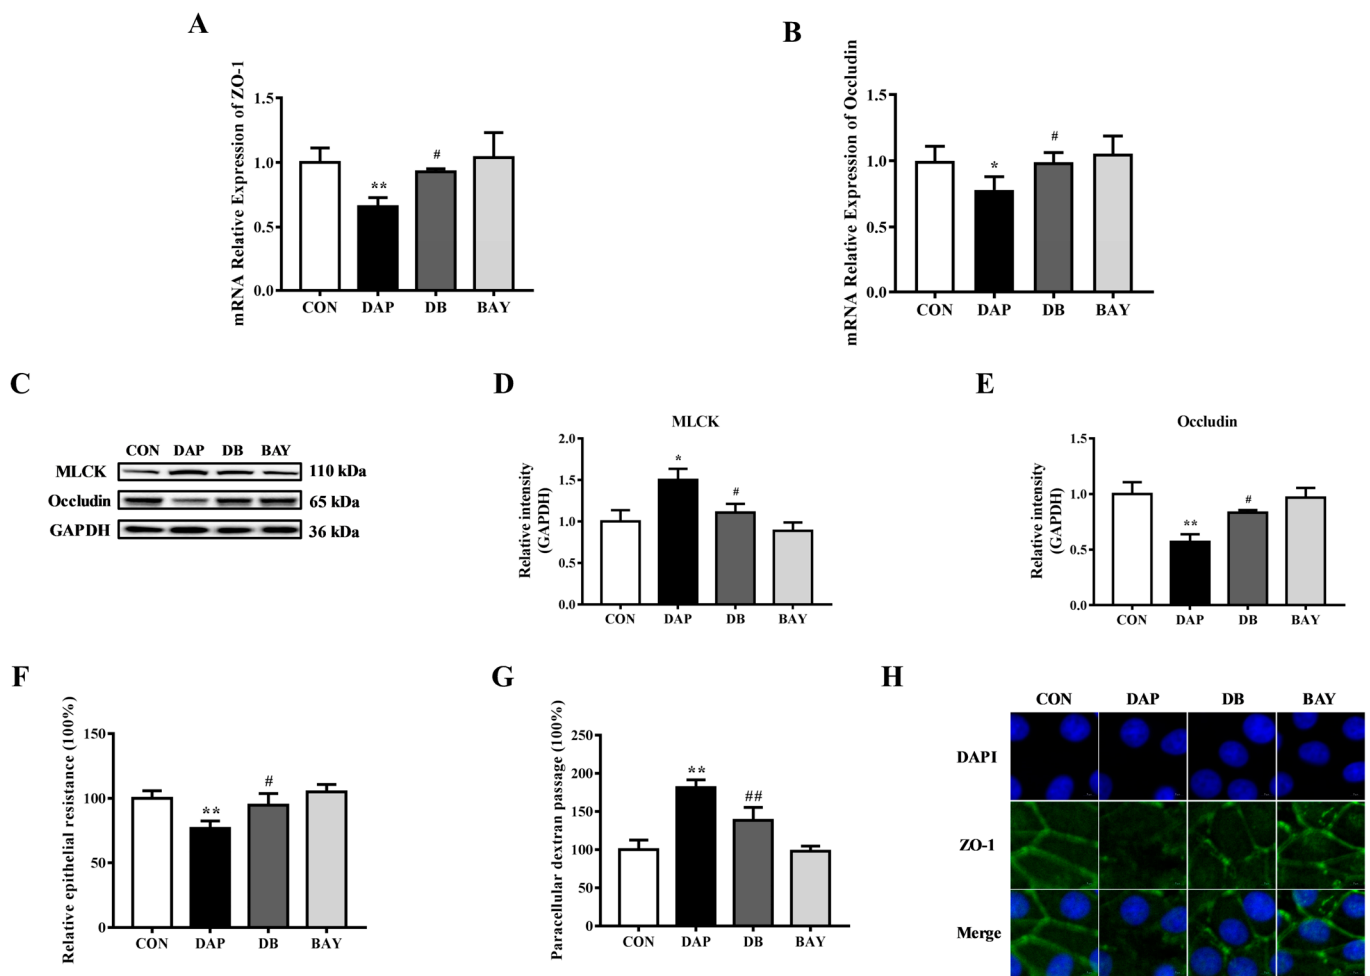 A
mRNA Relative Expression of ZO-1
1.5
1.0
0.5
0.0
**
#
CON DAP DB BAY
B
mRNA Relative Expression of Occludin
1.5
1.0
0.5
0.0
*
#
CON DAP DB BAY
C
CON DAP DB BAY
MLCK 110 kDa
Occludin 65 kDa
GAPDH 36 kDa
D
MLCK
Relative intensity
(GAPDH)
2.0
1.5
1.0
0.5
0.0
*
#
CON DAP DB BAY
E
Occludin
Relative intensity
(GAPDH)
1.5
1.0
0.5
0.0
**
#
CON DAP DB BAY
F
Relative epithelial resistance (100%)
150
100
50
0
**
#
CON DAP DB BAY
G
Paracellular dextran passage (100%)
250
200
150
100
50
0
**
##
CON DAP DB BAY
H
CON DAP DB BAY
DAPI
ZO-1
Merge